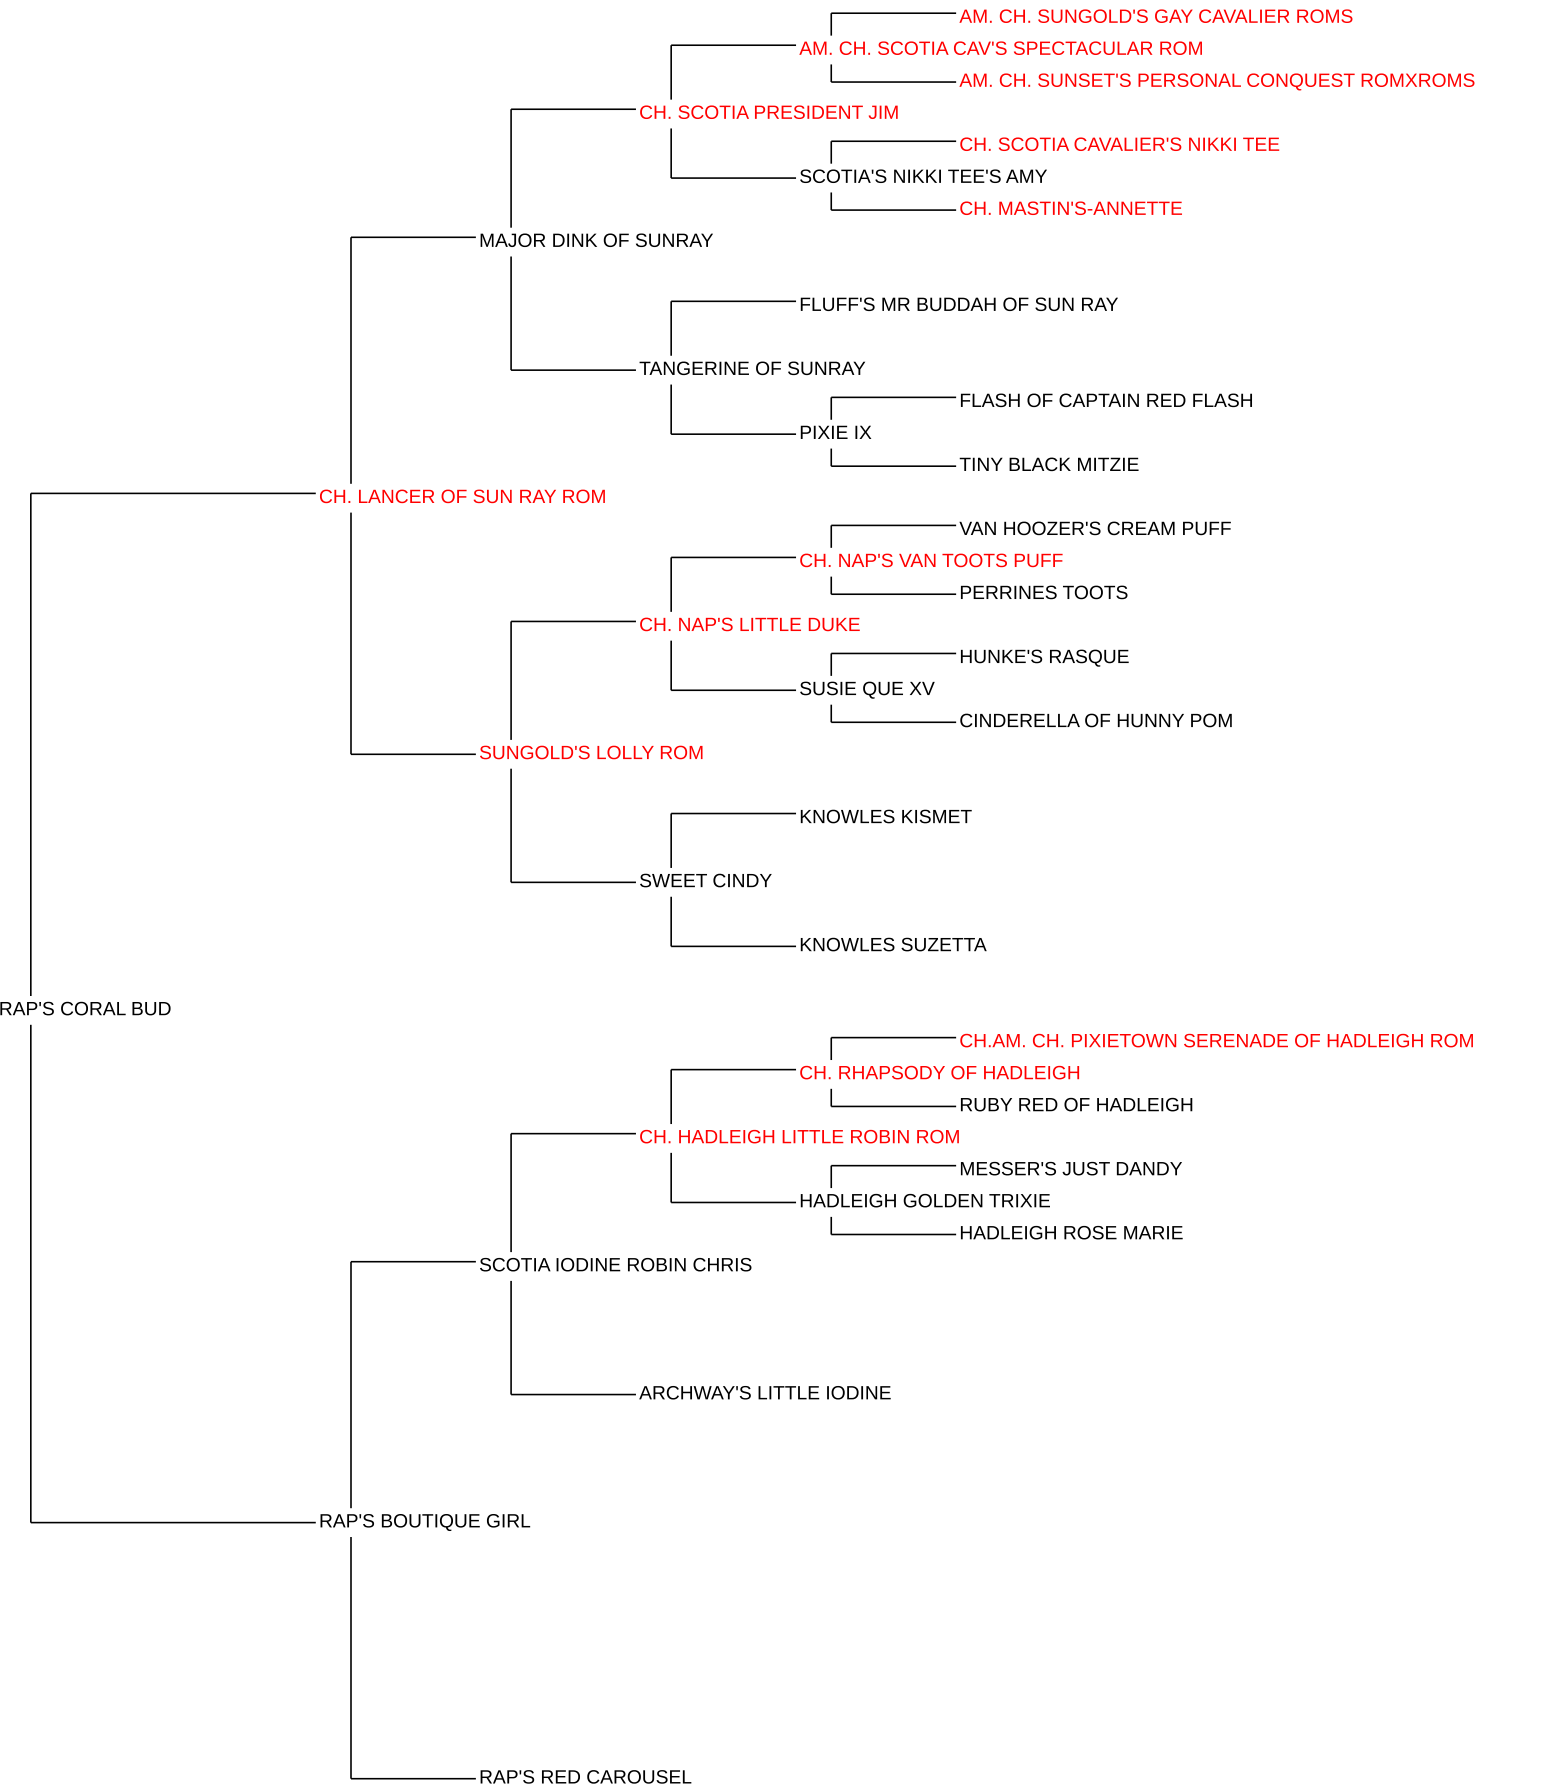 AM. CH. SUNGOLD'S GAY CAVALIER ROMS
AM. CH. SCOTIA CAV'S SPECTACULAR ROM
AM. CH. SUNSET'S PERSONAL CONQUEST ROMXROMS
CH. SCOTIA PRESIDENT JIM
CH. SCOTIA CAVALIER'S NIKKI TEE
SCOTIA'S NIKKI TEE'S AMY
CH. MASTIN'S-ANNETTE
MAJOR DINK OF SUNRAY
FLUFF'S MR BUDDAH OF SUN RAY
TANGERINE OF SUNRAY
FLASH OF CAPTAIN RED FLASH
PIXIE IX
TINY BLACK MITZIE
CH. LANCER OF SUN RAY ROM
VAN HOOZER'S CREAM PUFF
CH. NAP'S VAN TOOTS PUFF
PERRINES TOOTS
CH. NAP'S LITTLE DUKE
HUNKE'S RASQUE
SUSIE QUE XV
CINDERELLA OF HUNNY POM
SUNGOLD'S LOLLY ROM
KNOWLES KISMET
SWEET CINDY
KNOWLES SUZETTA
RAP'S CORAL BUD
CH.AM. CH. PIXIETOWN SERENADE OF HADLEIGH ROM
CH. RHAPSODY OF HADLEIGH
RUBY RED OF HADLEIGH
CH. HADLEIGH LITTLE ROBIN ROM
MESSER'S JUST DANDY
HADLEIGH GOLDEN TRIXIE
HADLEIGH ROSE MARIE
SCOTIA IODINE ROBIN CHRIS
ARCHWAY'S LITTLE IODINE
RAP'S BOUTIQUE GIRL
RAP'S RED CAROUSEL